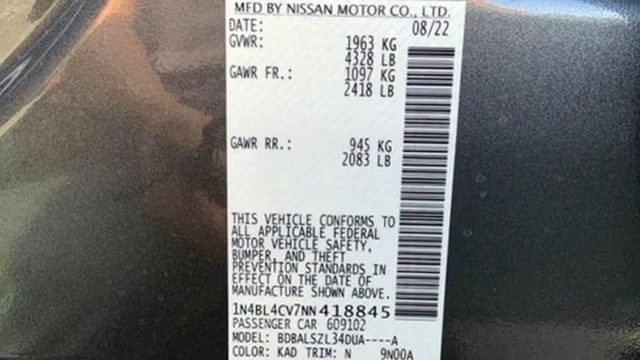 MFD BY NISSAN MOTOR CO., LTD.
DATE: 08/22
GVWR: 1963 KG
4328 LB
GAWR FR.: 1097 KG
2418 LB
GAWR RR.: 945 KG
2083 LB
THIS VEHICLE CONFORMS TO
ALL APPLICABLE FEDERAL
MOTOR VEHICLE SAFETY,
BUMPER, AND THEFT
PREVENTION STANDARDS IN
EFFECT ON THE DATE OF
MANUFACTURE SHOWN ABOVE.
1N4BL4CV7NN418845
PASSENGER CAR 609102
MODEL: BDBALSZL34DUA----A
COLOR: KAD TRIM: N 9N00A